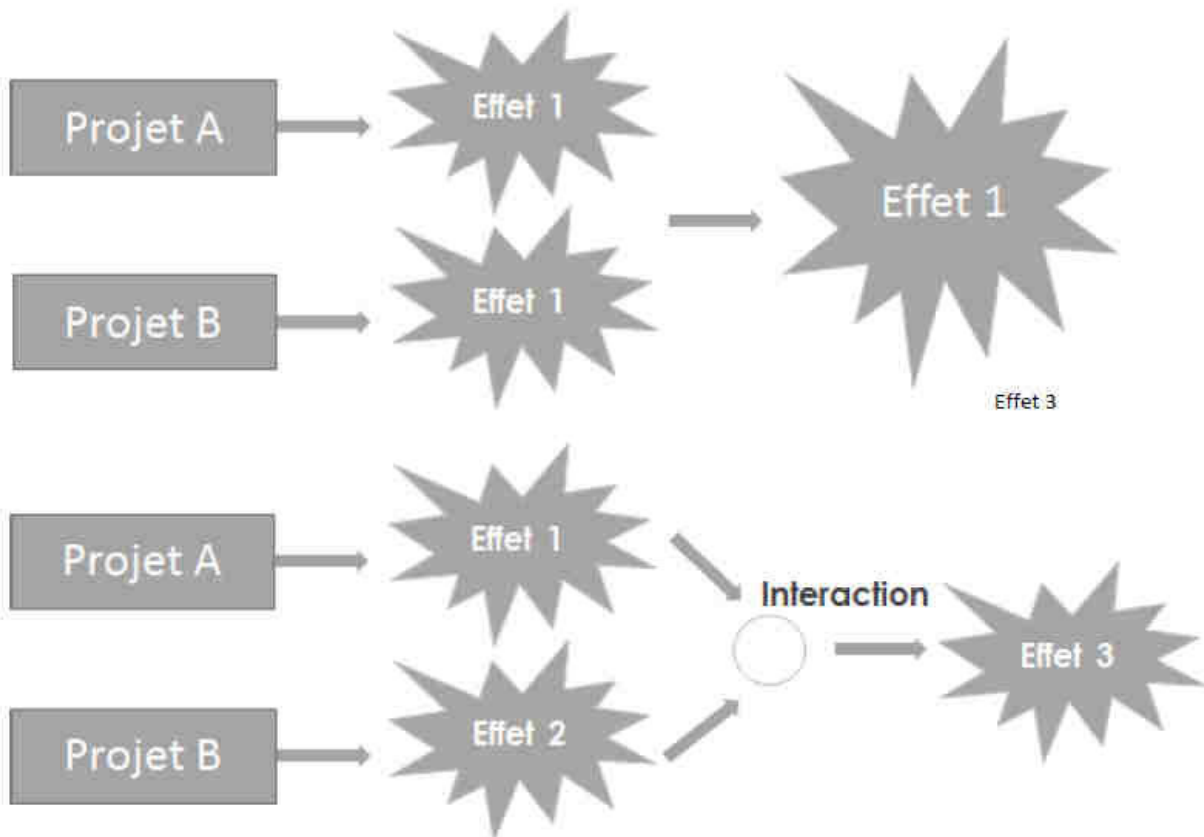 Projet A
Effet 1
Effet 1
Projet B
Effet 1
Effet 3
Projet A
Effet 1
Interaction
Effet 3
Projet B
Effet 2